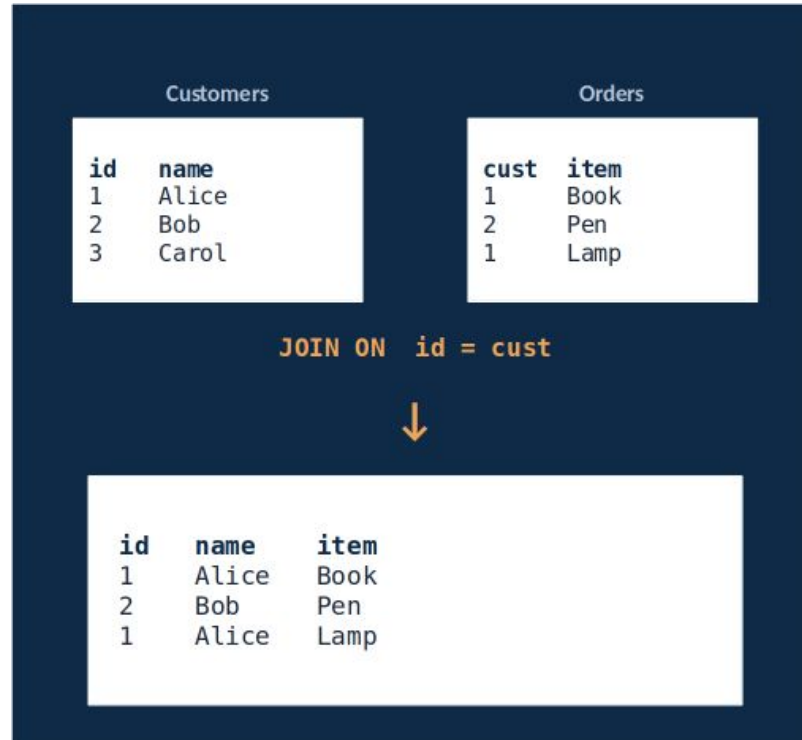 Customers
id name
1 Alice
2 Bob
3 Carol
Orders
cust item
1 Book
2 Pen
1 Lamp
JOIN ON id = cust
↓
id name item
1 Alice Book
2 Bob Pen
1 Alice Lamp